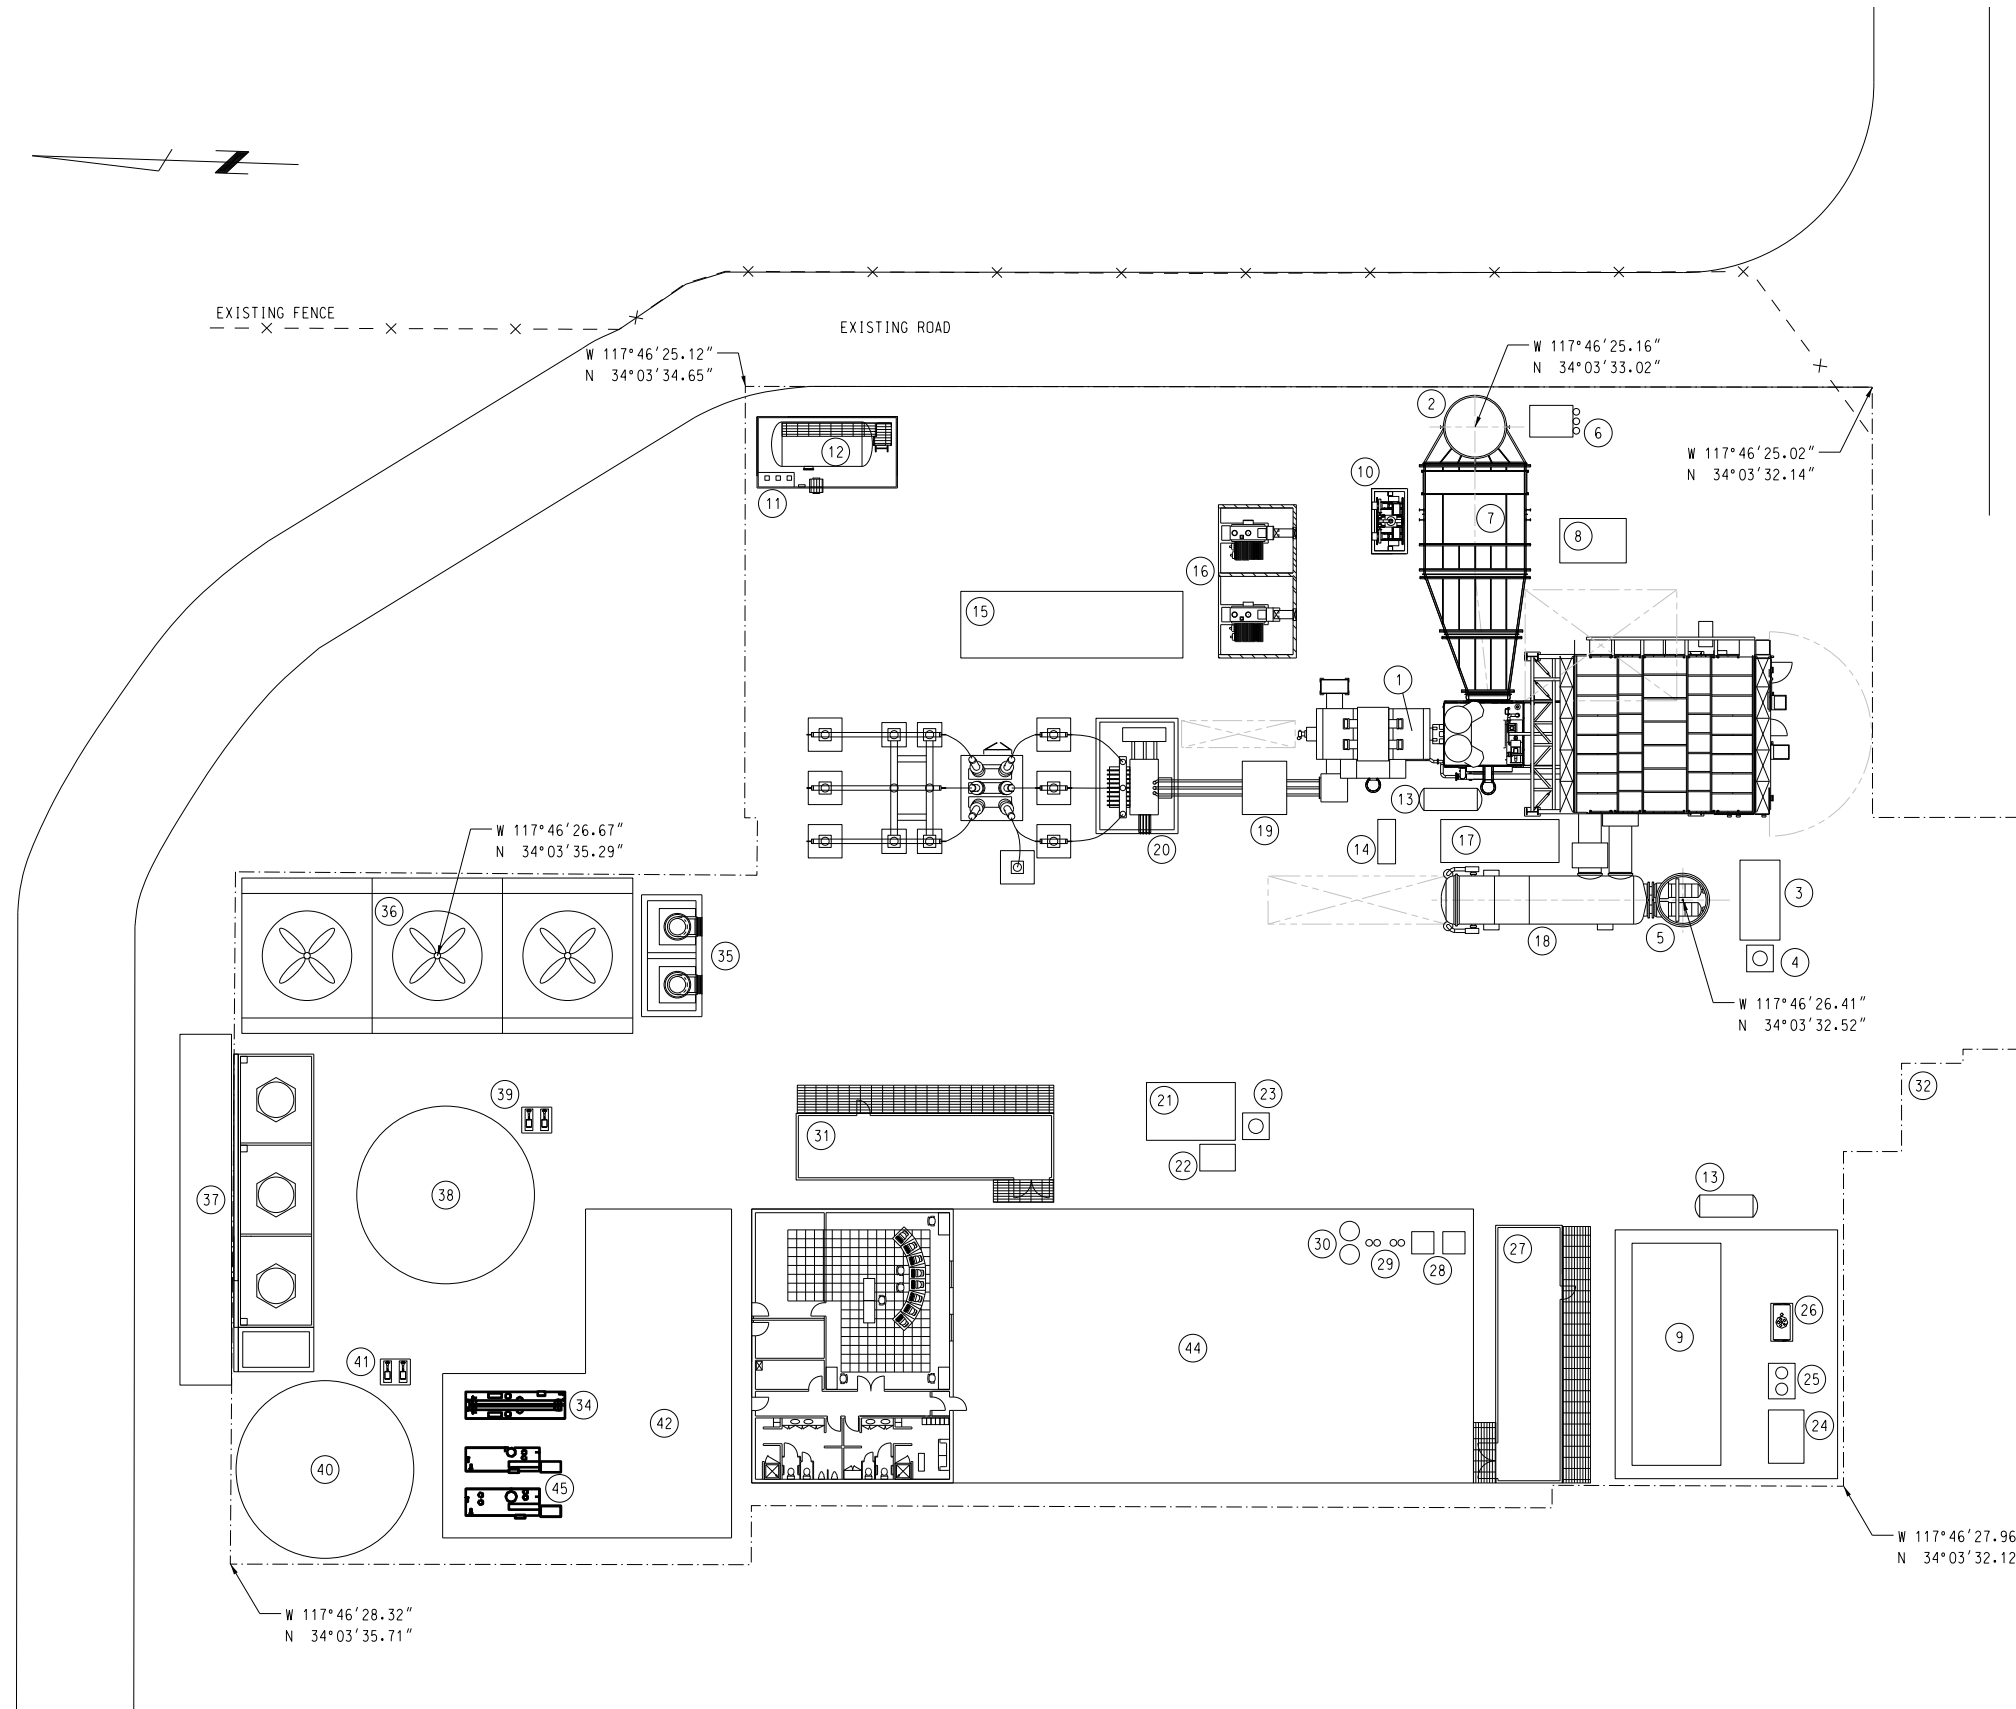 N
EXISTING FENCE
EXISTING ROAD
W 117°46'25.12"
N 34°03'34.65"
W 117°46'25.16"
N 34°03'33.02"
2
6
W 117°46'25.02"
N 34°03'32.14"
12
10
11
7
8
16
15
1
13
14
17
19
20
W 117°46'26.67"
N 34°03'35.29"
36
35
18
5
3
4
W 117°46'26.41"
N 34°03'32.52"
39
31
21
23
22
32
13
37
38
30
29
28
27
44
9
26
41
34
42
25
24
40
45
W 117°46'27.96
N 34°03'32.12
W 117°46'28.32"
N 34°03'35.71"